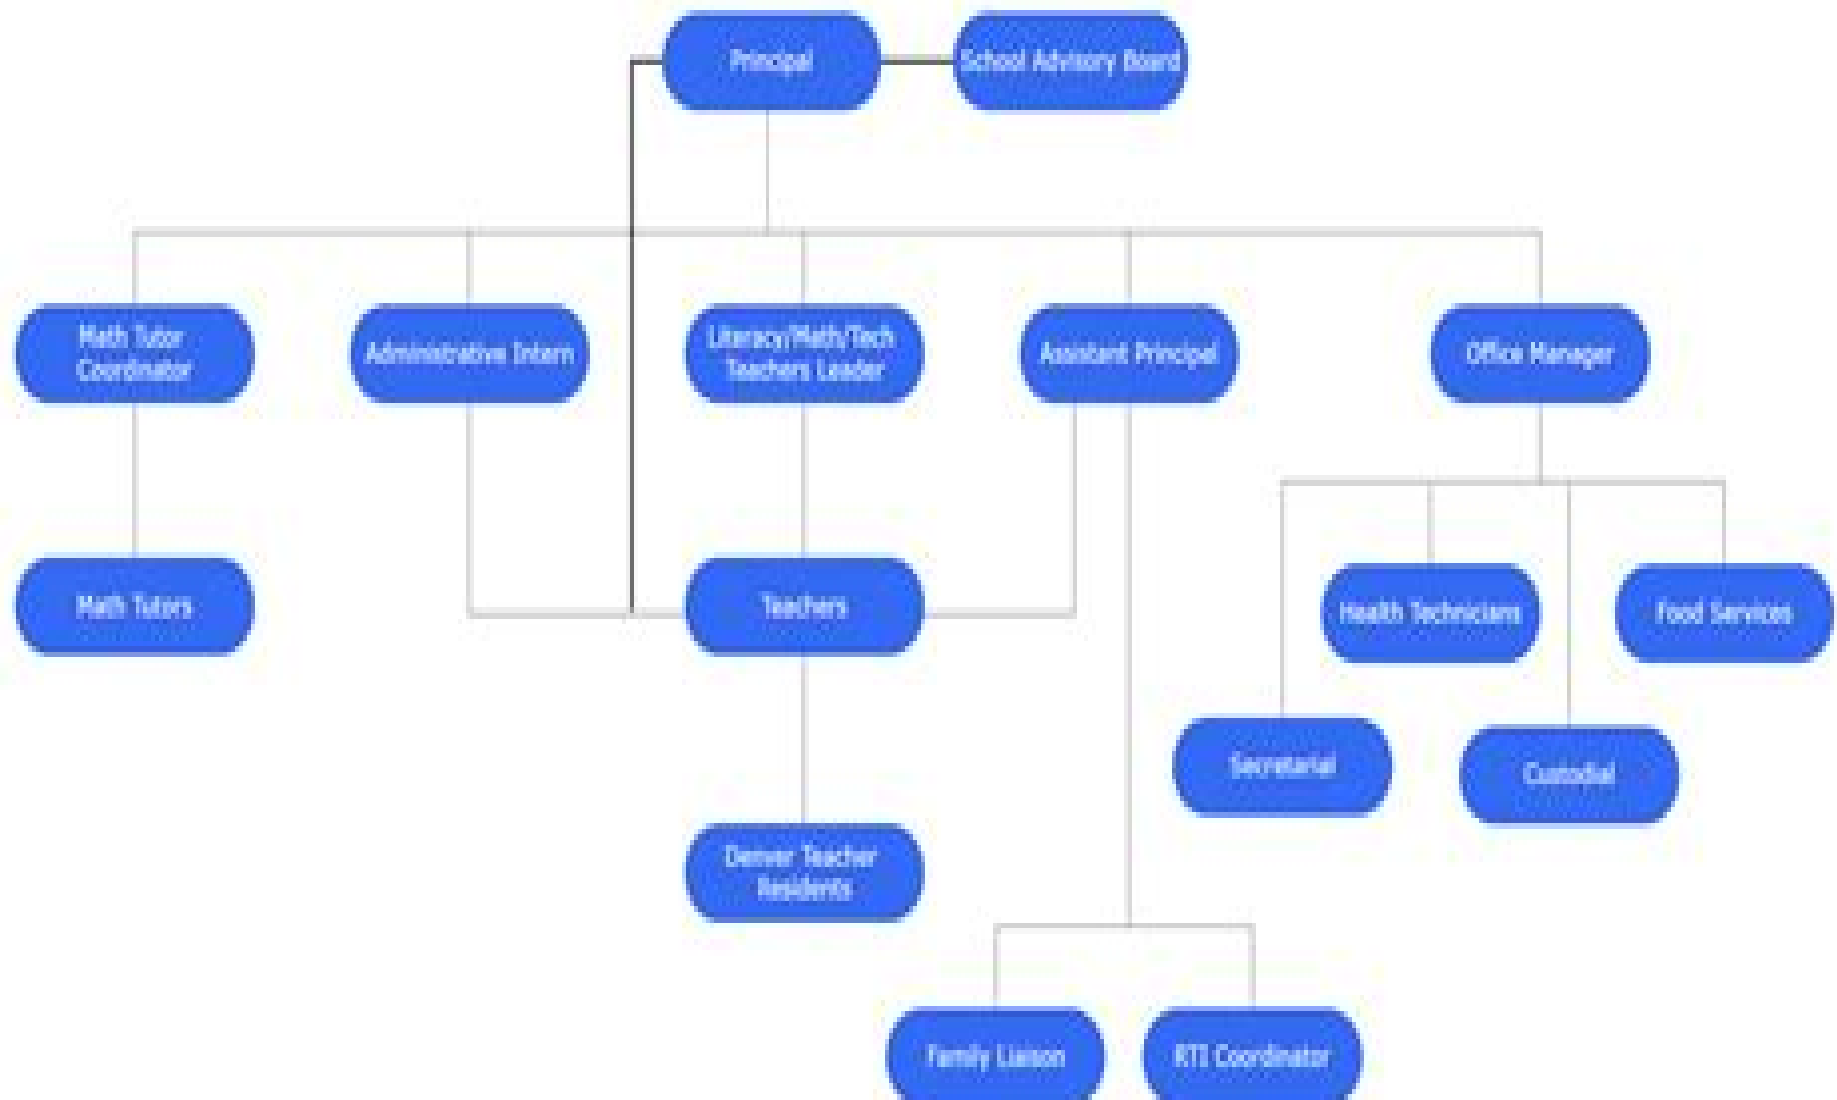 Principal
School Advisory Board
Math Tutor
Coordinator
Administrative Intern
Literacy/Math/Tech
Teachers Leader
Assistant Principal
Office Manager
Math Tutors
Teachers
Health Technicians
Food Services
Secretarial
Custodial
Denver Teacher
Residents
Family Liaison
RTI Coordinator